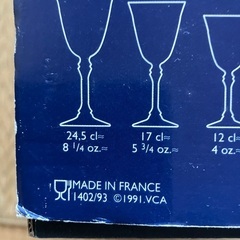 24,5 cl≈ 17 cl≈ 12 cl≈
8 1/4 oz.≈ 5 3/4 oz.≈ 4 oz.≈
MADE IN FRANCE
1402/93 ©1991.VCA